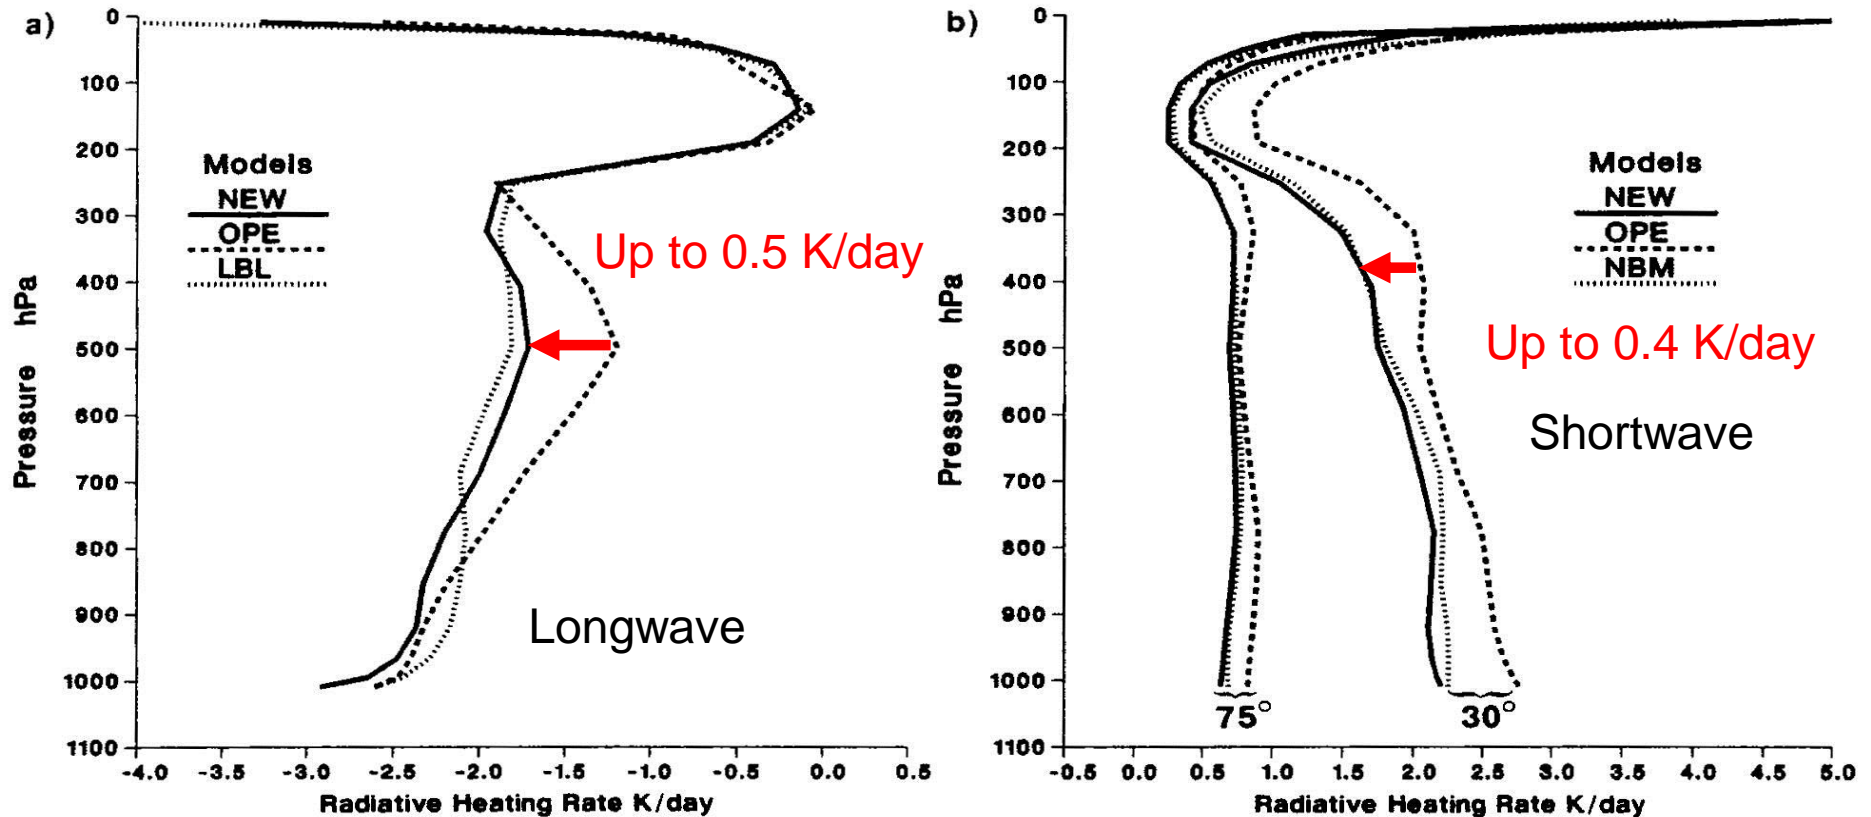 a)
0
100
200
300
400
500
600
700
800
900
1000
1100
Pressure hPa
Models
NEW
OPE
LBL
Up to 0.5 K/day
Longwave
-4.0 -3.5 -3.0 -2.5 -2.0 -1.5 -1.0 -0.5 0.0 0.5
Radiative Heating Rate K/day
b)
0
100
200
300
400
500
600
700
800
900
1000
1100
Pressure hPa
Models
NEW
OPE
NBM
Up to 0.4 K/day
Shortwave
75° 30°
-0.5 0.0 0.5 1.0 1.5 2.0 2.5 3.0 3.5 4.0 4.5 5.0
Radiative Heating Rate K/day